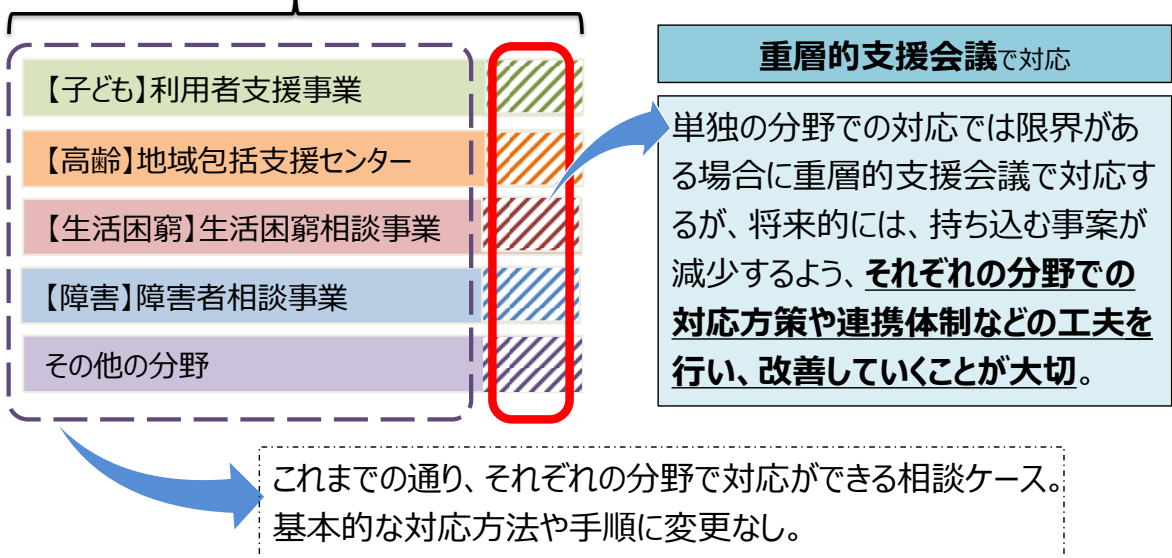 【子ども】利用者支援事業
【高齢】地域包括支援センター
【生活困窮】生活困窮相談事業
【障害】障害者相談事業
その他の分野
重層的支援会議で対応
単独の分野での対応では限界があ
る場合に重層的支援会議で対応す
るが、将来的には、持ち込む事案が
減少するよう、それぞれの分野での
対応方策や連携体制などの工夫を
行い、改善していくことが大切。
これまでの通り、それぞれの分野で対応ができる相談ケース。
基本的な対応方法や手順に変更なし。